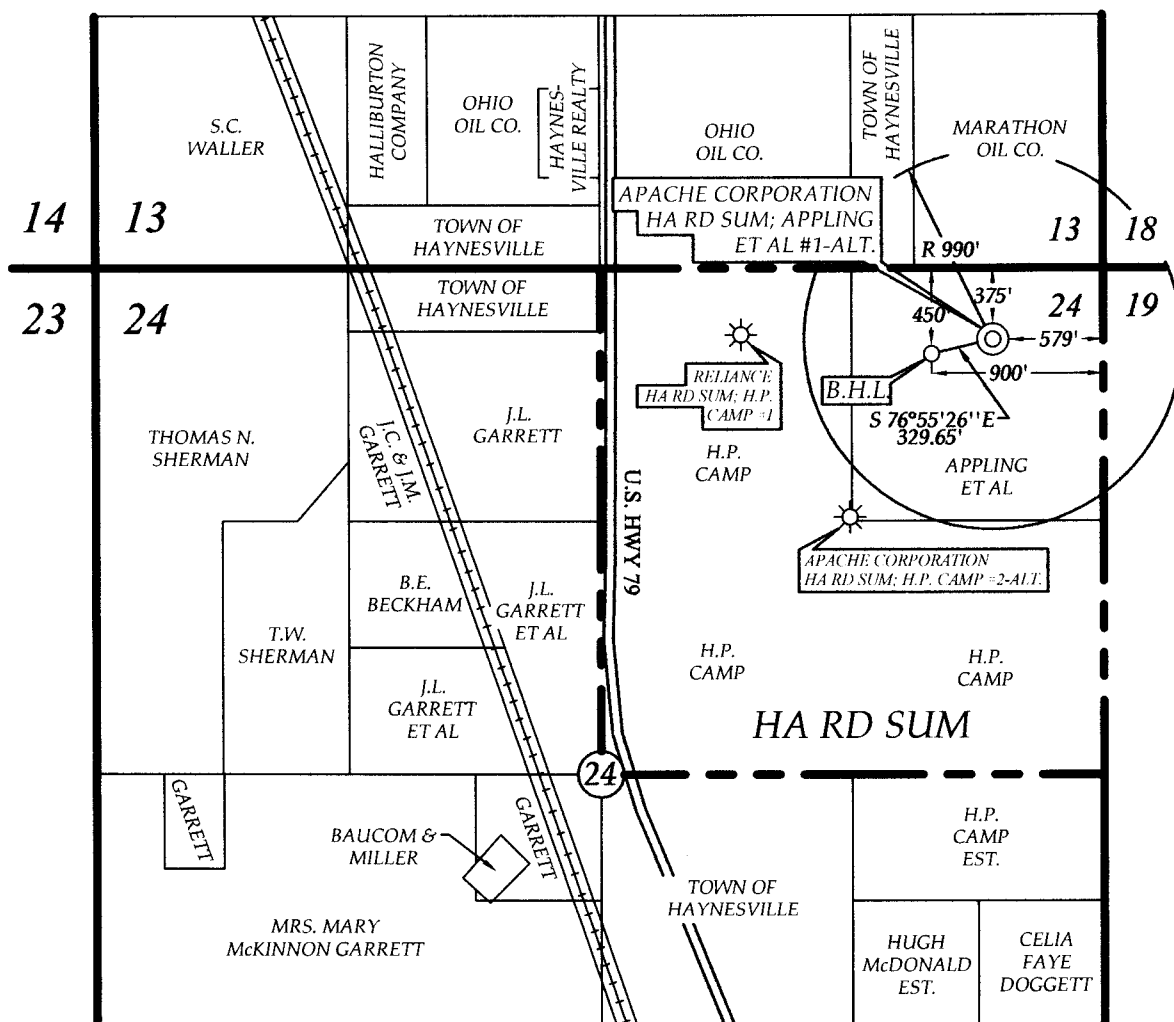 S.C.
WALLER
HALLIBURTON
COMPANY
OHIO
OIL CO.
HAYNES-
VILLE REALTY
OHIO
OIL CO.
TOWN OF
HAYNESVILLE
MARATHON
OIL CO.
14
13
TOWN OF
HAYNESVILLE
APACHE CORPORATION
HA RD SUM; APPLING
ET AL #1-ALT.
R 990'
13
18
23
24
TOWN OF
HAYNESVILLE
450'
375'
24
19
579'
900'
RELIANCE
HA RD SUM; H.P.
CAMP #1
B.H.L.
S 76°55'26''E
329.65'
THOMAS N.
SHERMAN
J.C. & J.M.
GARRETT
J.L.
GARRETT
U.S. HWY 79
H.P.
CAMP
APPLING
ET AL
APACHE CORPORATION
HA RD SUM; H.P. CAMP #2-ALT.
T.W.
SHERMAN
B.E.
BECKHAM
J.L.
GARRETT
ET AL
H.P.
CAMP
H.P.
CAMP
J.L.
GARRETT
ET AL
HA RD SUM
24
GARRETT
BAUCOM &
MILLER
GARRETT
H.P.
CAMP
EST.
MRS. MARY
McKINNON GARRETT
TOWN OF
HAYNESVILLE
HUGH
McDONALD
EST.
CELIA
FAYE
DOGGETT